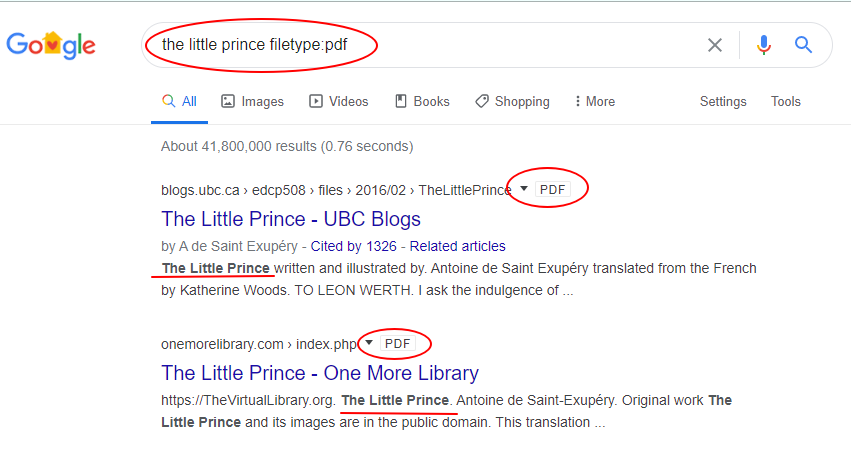 Google
the little prince filetype:pdf
All Images Videos Books Shopping More Settings Tools
About 41,800,000 results (0.76 seconds)
blogs.ubc.ca › edcp508 › files › 2016/02 › TheLittlePrince PDF
The Little Prince - UBC Blogs
by A de Saint Exupéry - Cited by 1326 - Related articles
The Little Prince written and illustrated by. Antoine de Saint Exupéry translated from the French
by Katherine Woods. TO LEON WERTH. I ask the indulgence of ...
onemorelibrary.com › index.php PDF
The Little Prince - One More Library
https://TheVirtualLibrary.org. The Little Prince. Antoine de Saint-Exupéry. Original work The
Little Prince and its images are in the public domain. This translation ...